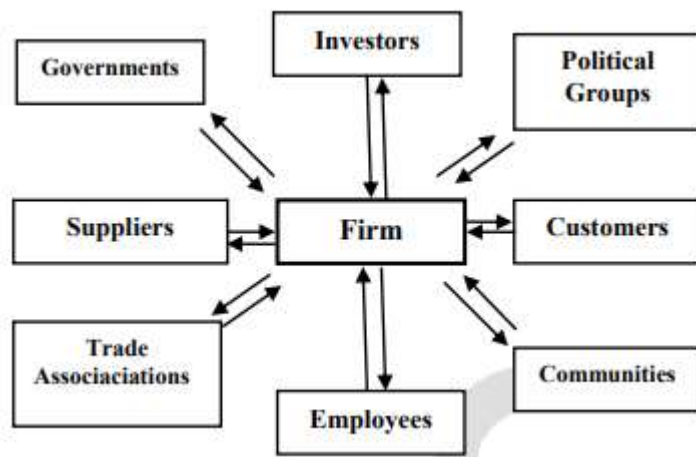 Governments
Investors
Political
Groups
Suppliers
Firm
Customers
Trade
Associaciations
Employees
Communities